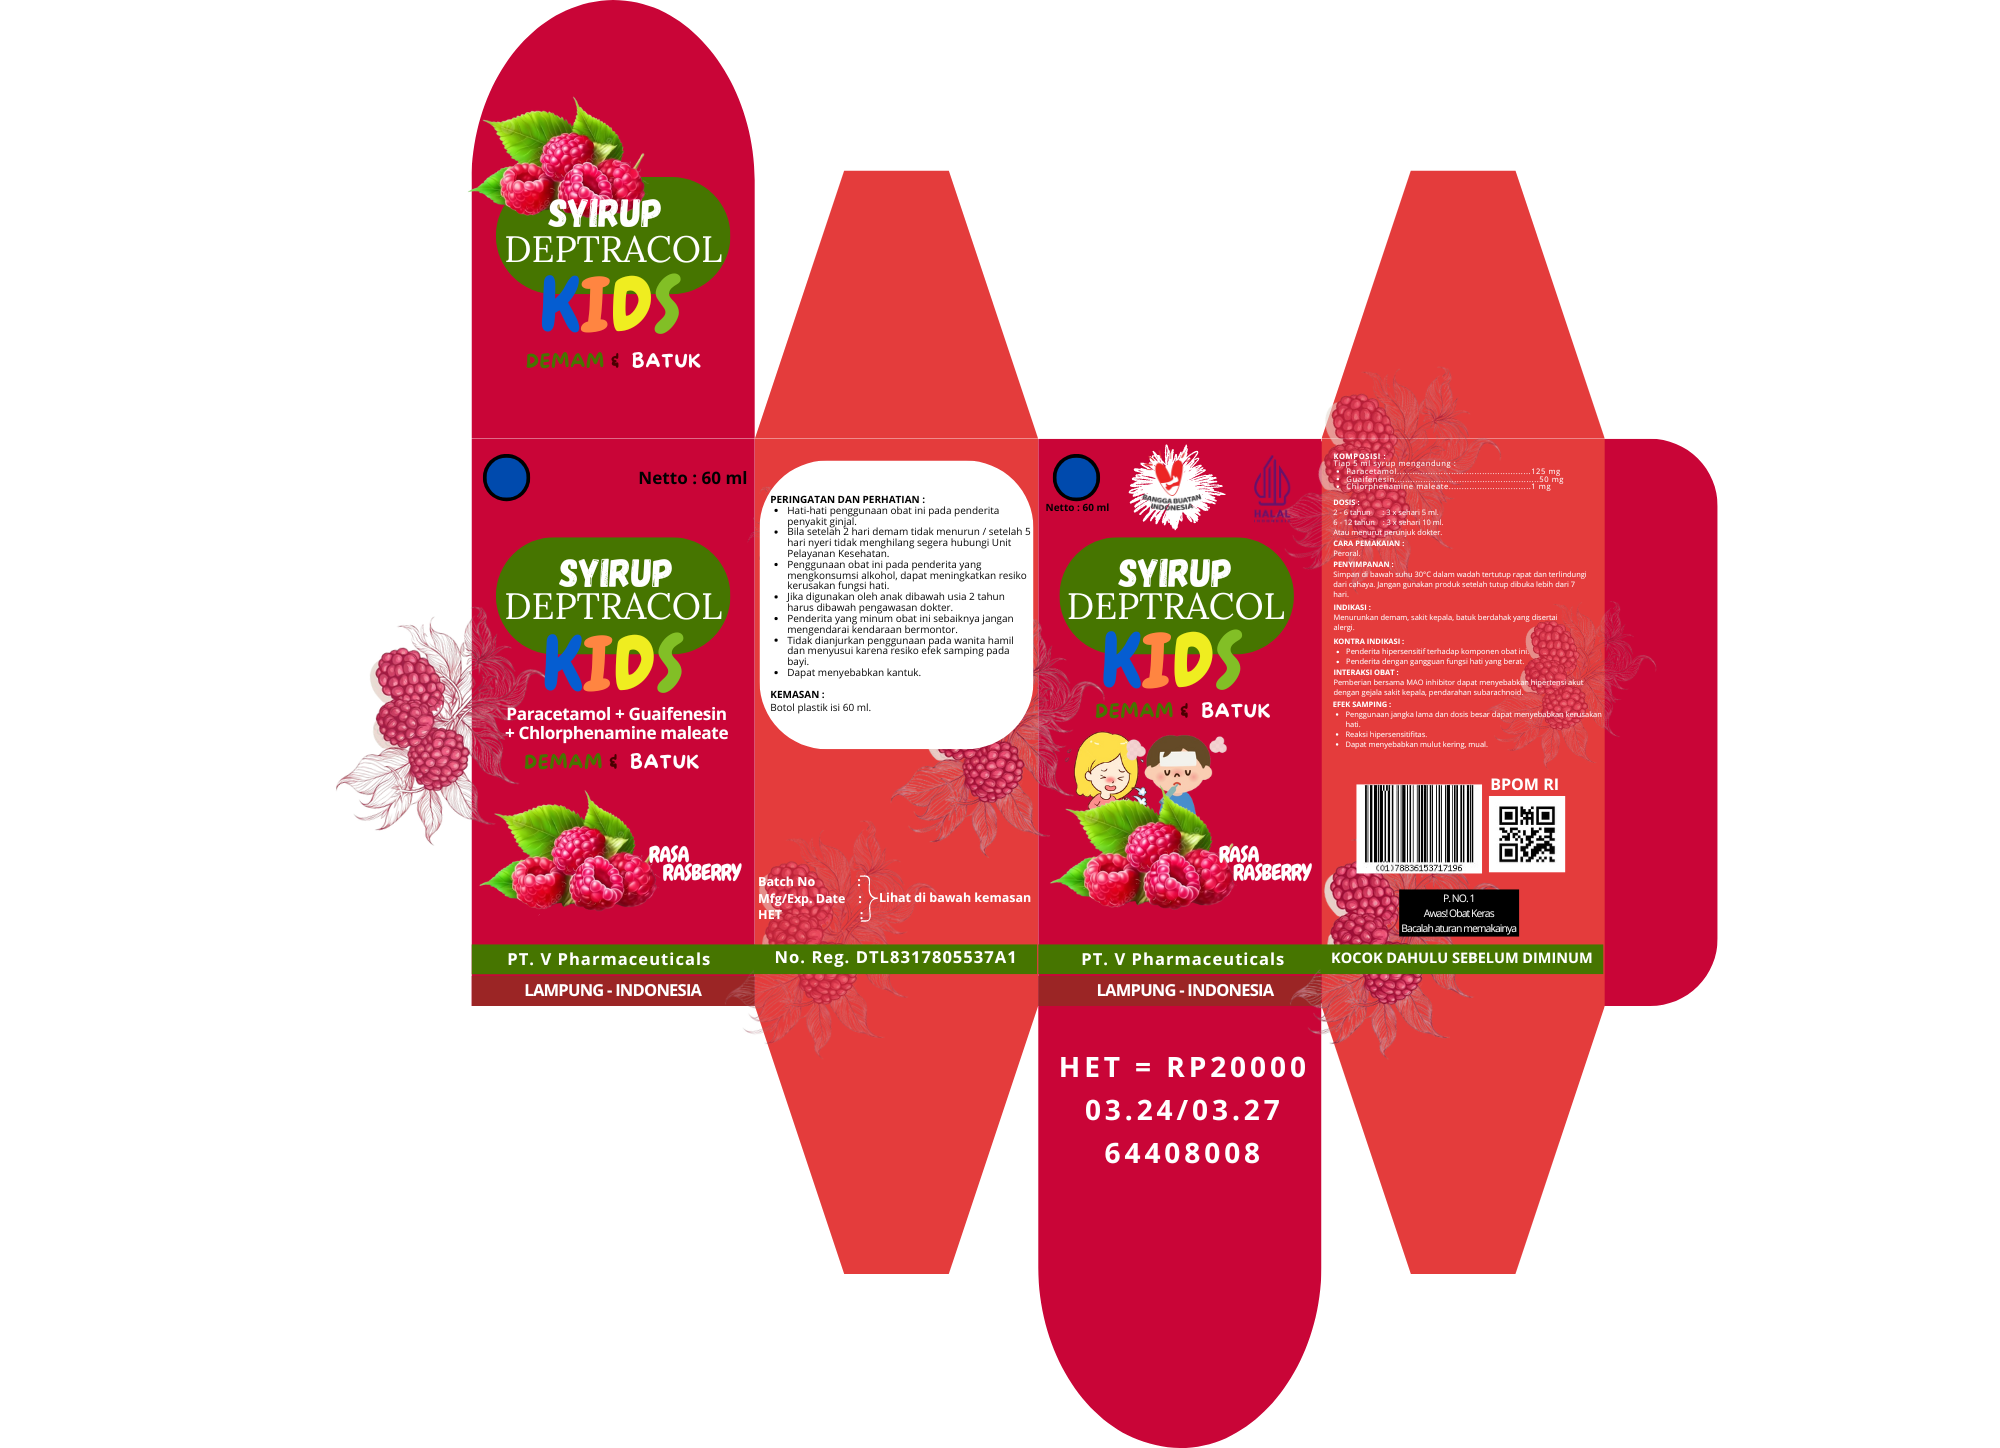 SYIRUP
DEPTRACOL
KIDS
DEMAM & BATUK
Netto : 60 ml
SYIRUP
DEPTRACOL
KIDS
Paracetamol + Guaifenesin
+ Chlorphenamine maleate
DEMAM & BATUK
RASA
RASBERRY
PT. V Pharmaceuticals
LAMPUNG - INDONESIA
PERINGATAN DAN PERHATIAN :
• Hati-hati penggunaan obat ini pada penderita
penyakit ginjal.
• Bila setelah 2 hari demam tidak menurun / setelah 5
hari nyeri tidak menghilang segera hubungi Unit
Pelayanan Kesehatan.
• Penggunaan obat ini pada penderita yang
mengkonsumsi alkohol, dapat meningkatkan resiko
kerusakan fungsi hati.
• Jika digunakan oleh anak dibawah usia 2 tahun
harus dibawah pengawasan dokter.
• Penderita yang minum obat ini sebaiknya jangan
mengendarai kendaraan bermontor.
• Tidak dianjurkan penggunaan pada wanita hamil
dan menyusui karena resiko efek samping pada
bayi.
• Dapat menyebabkan kantuk.
KEMASAN :
Botol plastik isi 60 ml.
Batch No :
Mfg/Exp. Date : Lihat di bawah kemasan
HET :
No. Reg. DTL8317805537A1
Netto : 60 ml
BANGGA BUATAN
INDONESIA
HALAL
SYIRUP
DEPTRACOL
KIDS
DEMAM & BATUK
RASA
RASBERRY
PT. V Pharmaceuticals
LAMPUNG - INDONESIA
HET = RP20000
03.24/03.27
64408008
KOMPOSISI :
Tiap 5 ml syrup mengandung :
• Paracetamol....................................................125 mg
• Guaifenesin......................................................50 mg
• Chlorphenamine maleate...............................1 mg
DOSIS :
2 - 6 tahun : 3 x sehari 5 ml.
6 - 12 tahun : 3 x sehari 10 ml.
Atau menurut perunjuk dokter.
CARA PEMAKAIAN :
Peroral.
PENYIMPANAN :
Simpan di bawah suhu 30°C dalam wadah tertutup rapat dan terlindungi
dari cahaya. Jangan gunakan produk setelah tutup dibuka lebih dari 7
hari.
INDIKASI :
Menurunkan demam, sakit kepala, batuk berdahak yang disertai
alergi.
KONTRA INDIKASI :
• Penderita hipersensitif terhadap komponen obat ini.
• Penderita dengan gangguan fungsi hati yang berat.
INTERAKSI OBAT :
Pemberian bersama MAO inhibitor dapat menyebabkan hipertensi akut
dengan gejala sakit kepala, pendarahan subarachnoid.
EFEK SAMPING :
• Penggunaan jangka lama dan dosis besar dapat menyebabkan kerusakan
hati.
• Reaksi hipersensitifitas.
• Dapat menyebabkan mulut kering, mual.
BPOM RI
(01)78836153717196
P. NO. 1
Awas! Obat Keras
Bacalah aturan memakainya
KOCOK DAHULU SEBELUM DIMINUM